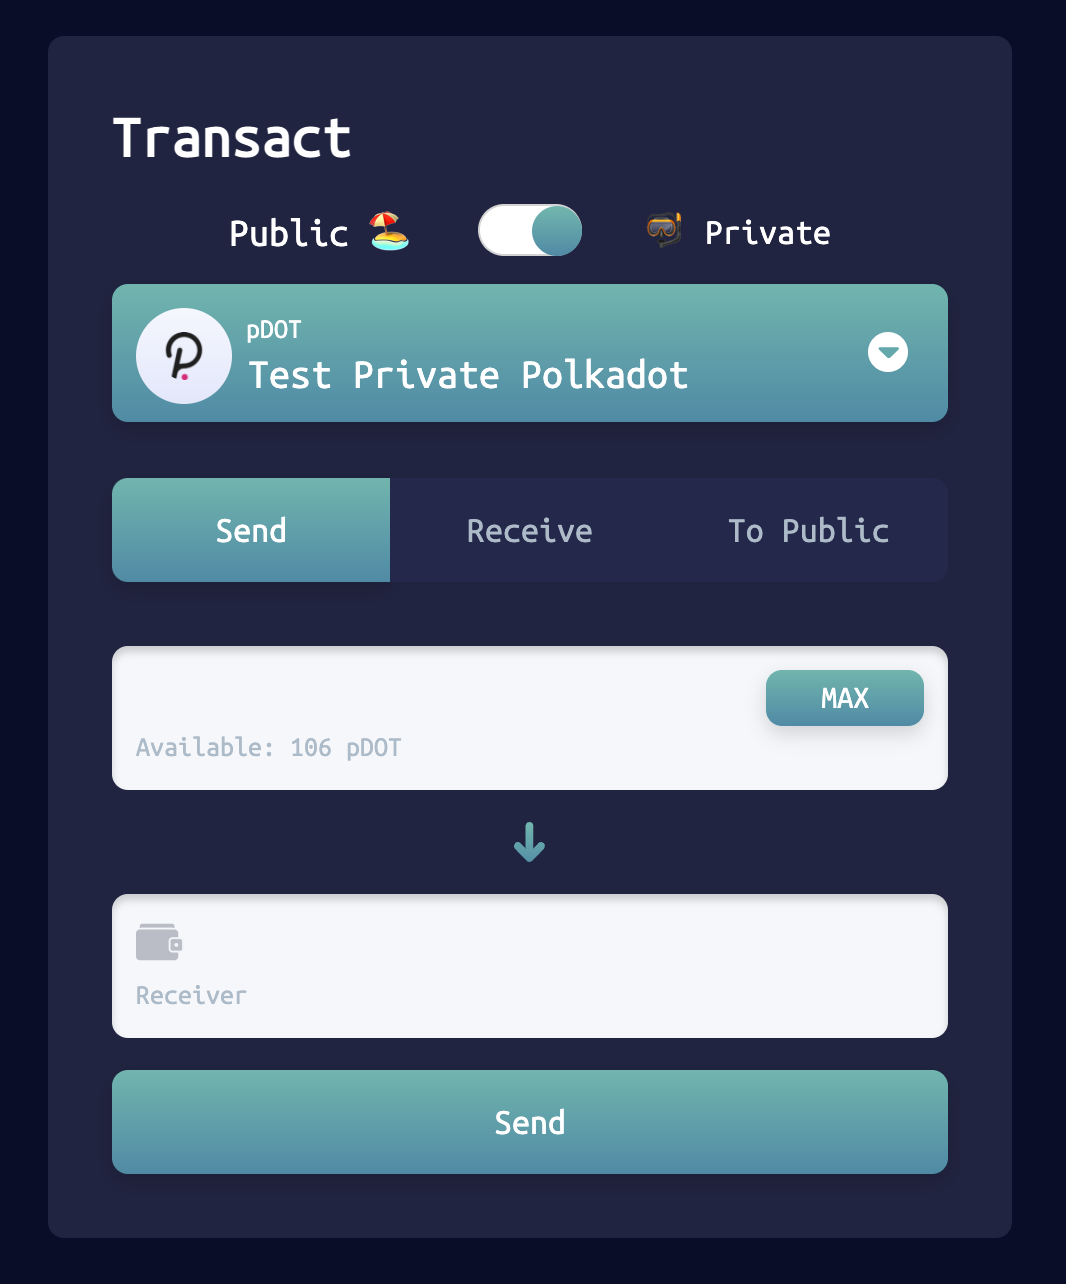 Transact
Public Private
pDOT
Test Private Polkadot
Send Receive To Public
MAX
Available: 106 pDOT
Receiver
Send